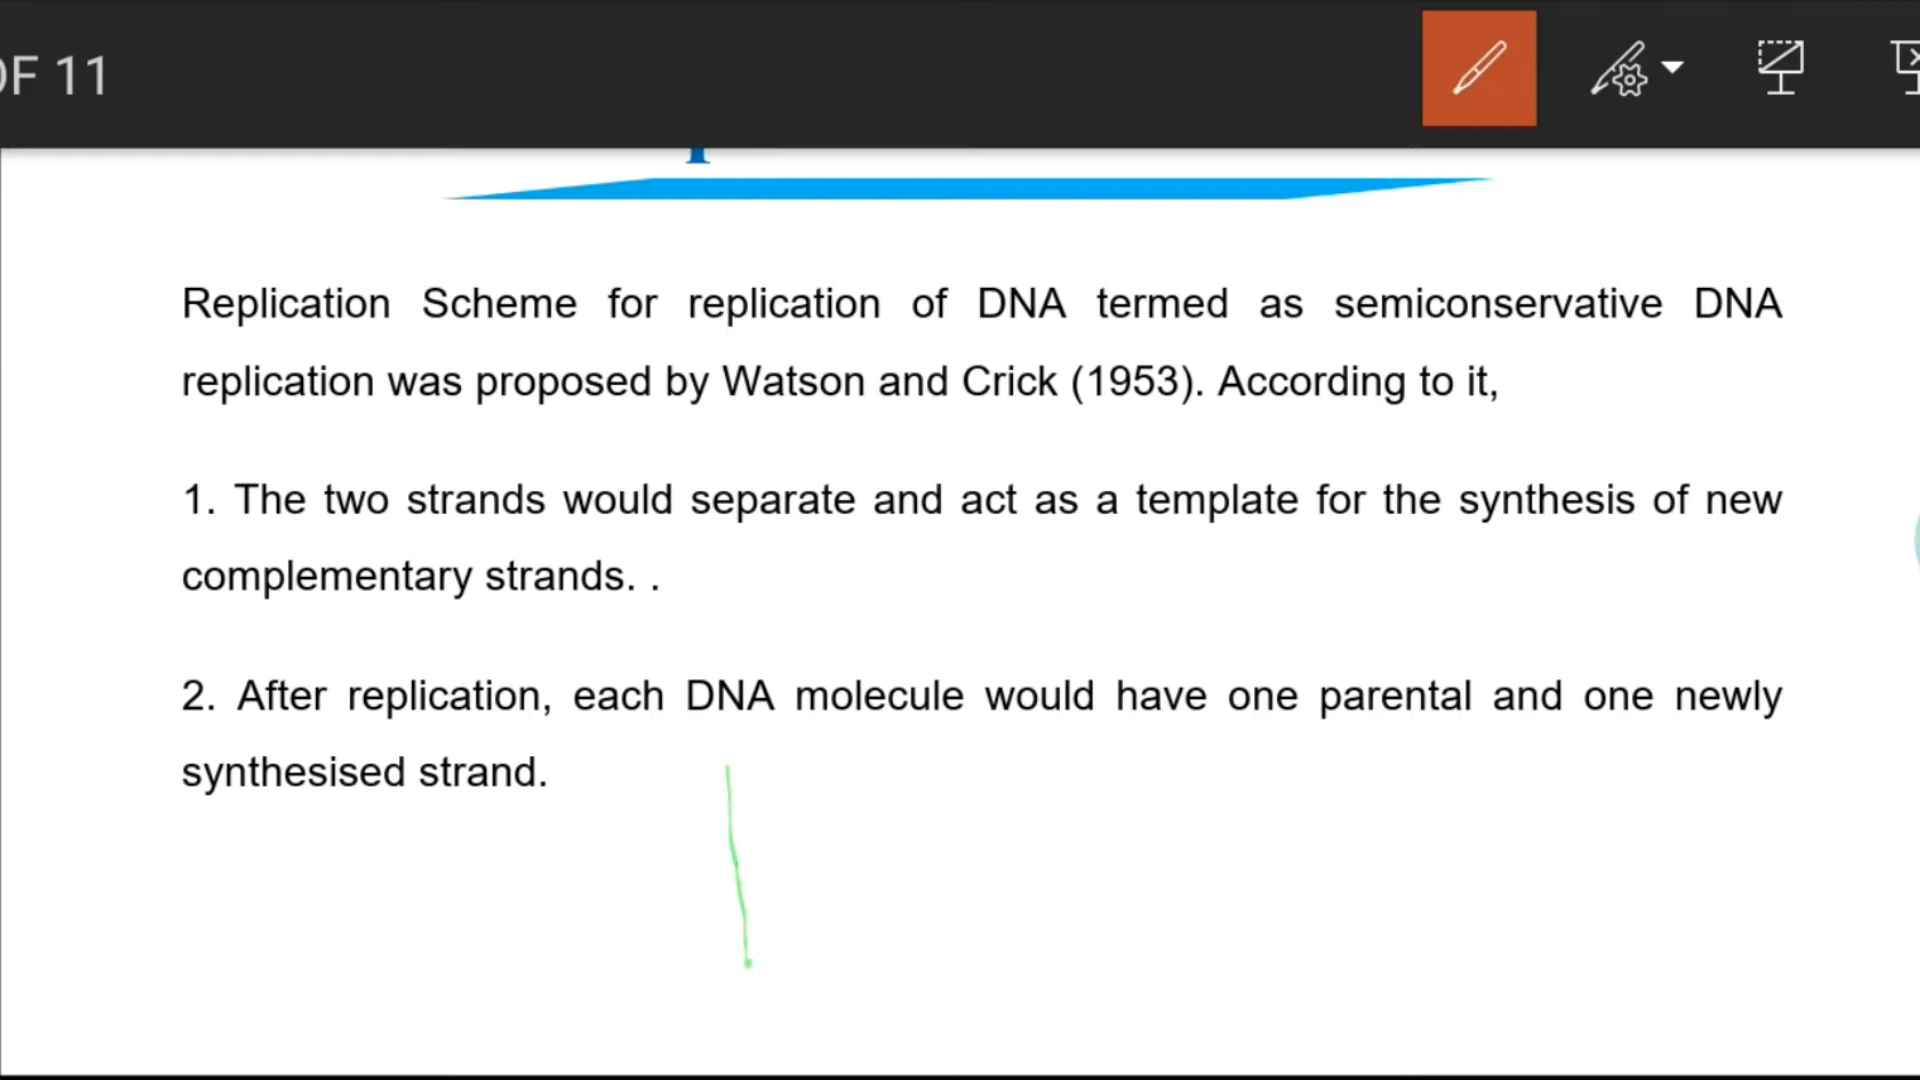 OF 11
Replication Scheme for replication of DNA termed as semiconservative DNA
replication was proposed by Watson and Crick (1953). According to it,
1. The two strands would separate and act as a template for the synthesis of new
complementary strands. .
2. After replication, each DNA molecule would have one parental and one newly
synthesised strand.